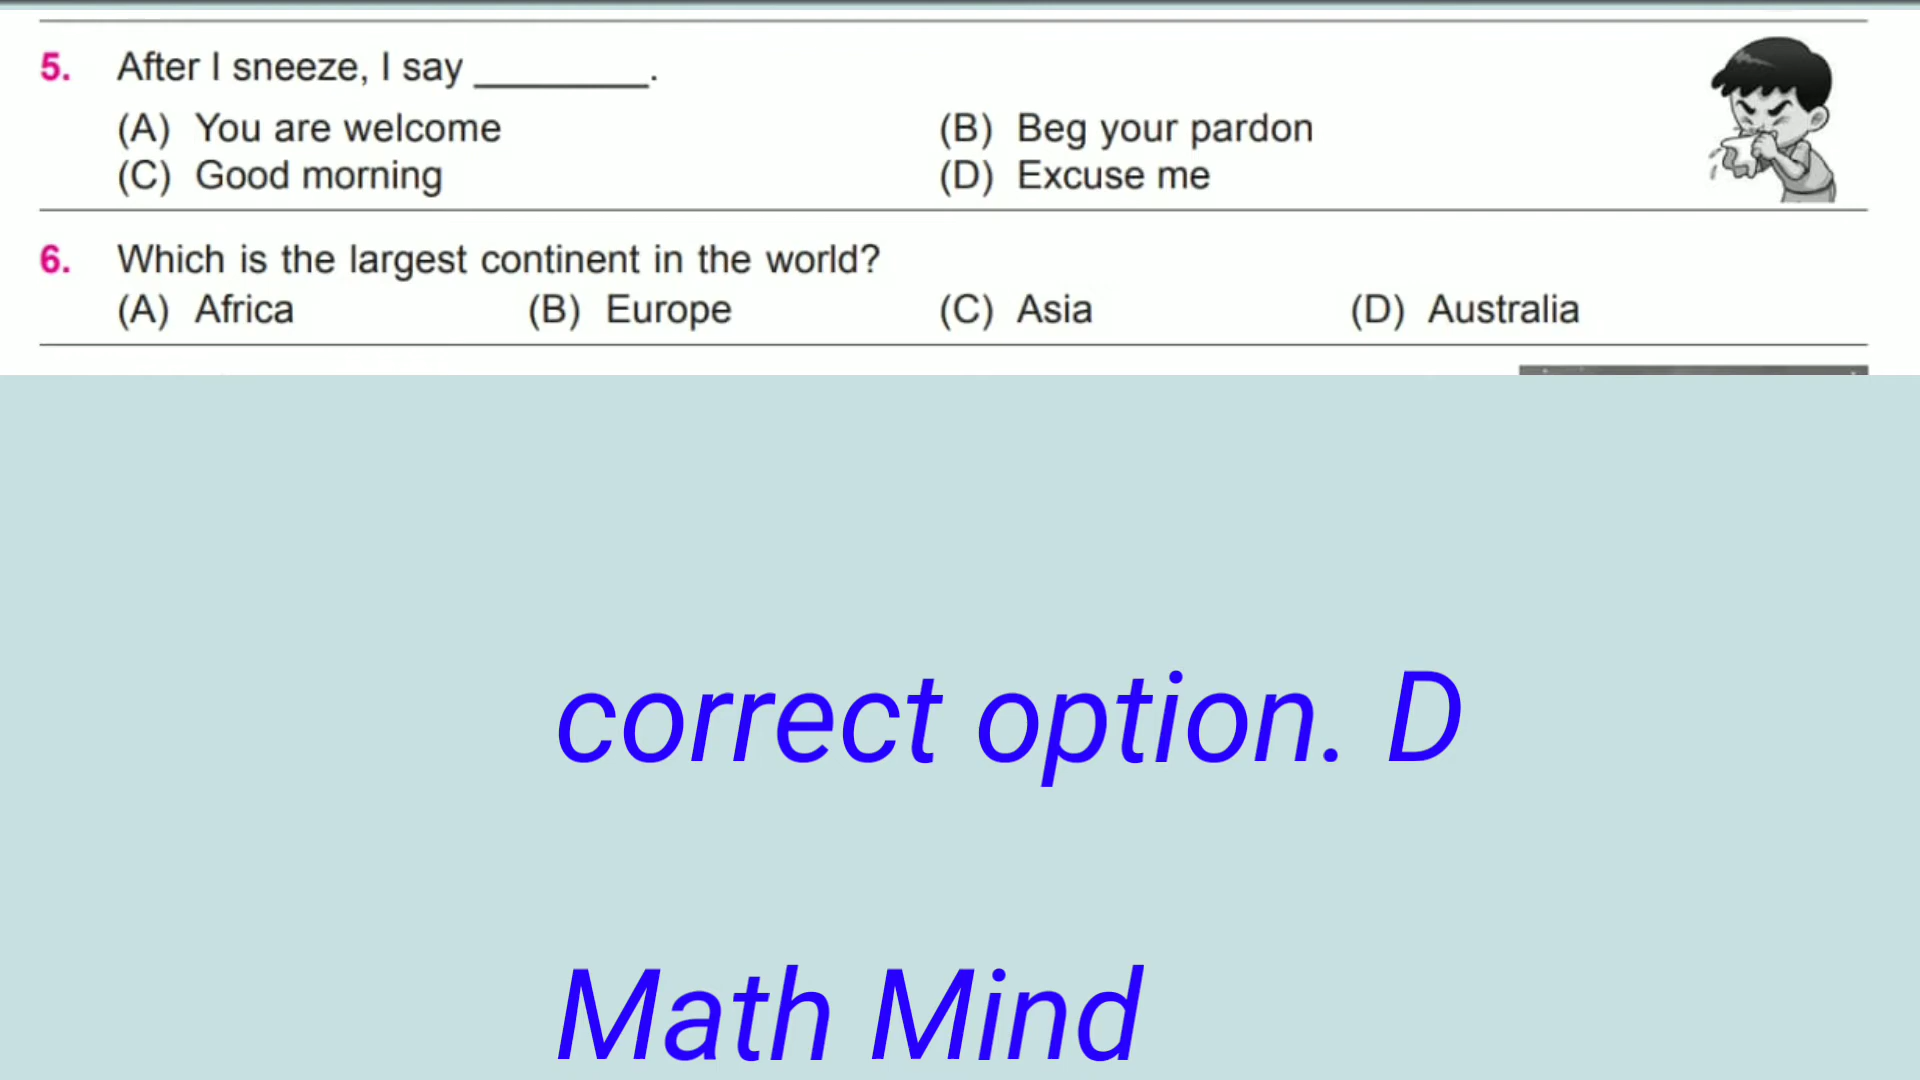 5. After I sneeze, I say ________.
(A) You are welcome (B) Beg your pardon
(C) Good morning (D) Excuse me
6. Which is the largest continent in the world?
(A) Africa (B) Europe (C) Asia (D) Australia
correct option. D
Math Mind